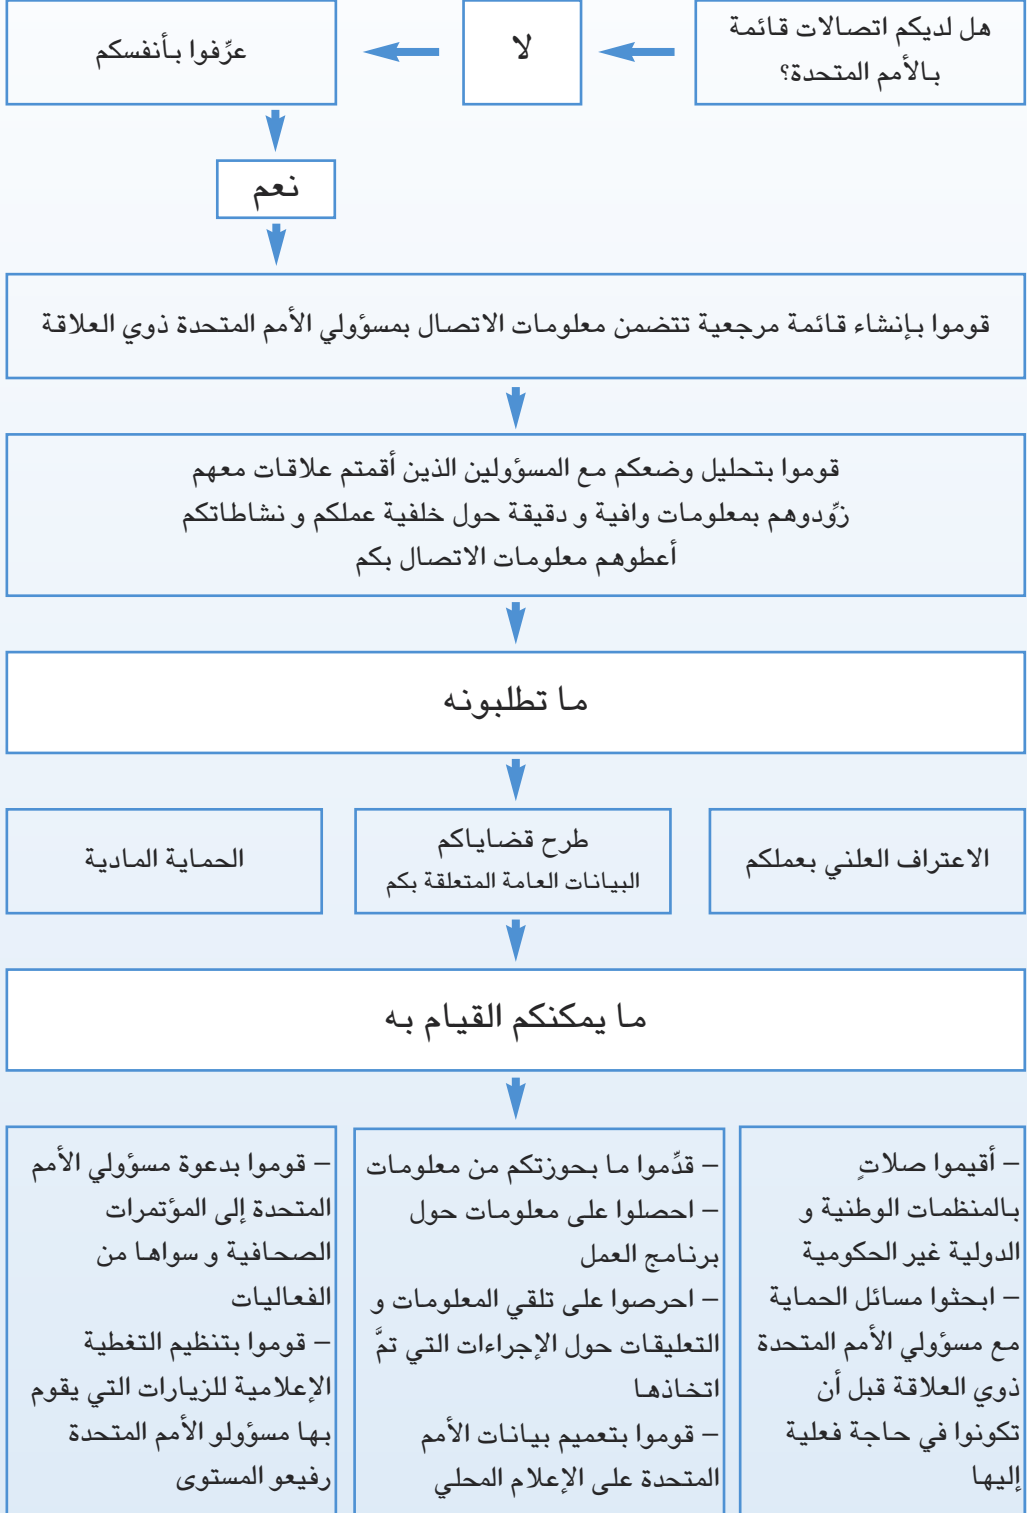 هل لديكم اتصالات قائمة
بالأمم المتحدة؟
لا
عرِّفوا بأنفسكم
نعم
قوموا بإنشاء قائمة مرجعية تتضمن معلومات الاتصال بمسؤولي الأمم المتحدة ذوي العلاقة
قوموا بتحليل وضعكم مع المسؤولين الذين أقمتم علاقات معهم
زوِّدوهم بمعلومات وافية و دقيقة حول خلفية عملكم و نشاطاتكم
أعطوهم معلومات الاتصال بكم
ما تطلبونه
الاعتراف العلني بعملكم
طرح قضاياكم
البيانات العامة المتعلقة بكم
الحماية المادية
ما يمكنكم القيام به
– أقيموا صلاتٍ
بالمنظمات الوطنية و
الدولية غير الحكومية
– ابحثوا مسائل الحماية
مع مسؤولي الأمم المتحدة
ذوي العلاقة قبل أن
تكونوا في حاجة فعلية
إليها
– قدِّموا ما بحوزتكم من معلومات
– احصلوا على معلومات حول
برنامج العمل
– احرصوا على تلقي المعلومات و
التعليقات حول الإجراءات التي تمَّ
اتخاذها
– قوموا بتعميم بيانات الأمم
المتحدة على الإعلام المحلي
– قوموا بدعوة مسؤولي الأمم
المتحدة إلى المؤتمرات
الصحافية و سواها من
الفعاليات
– قوموا بتنظيم التغطية
الإعلامية للزيارات التي يقوم
بها مسؤولو الأمم المتحدة
رفيعو المستوى